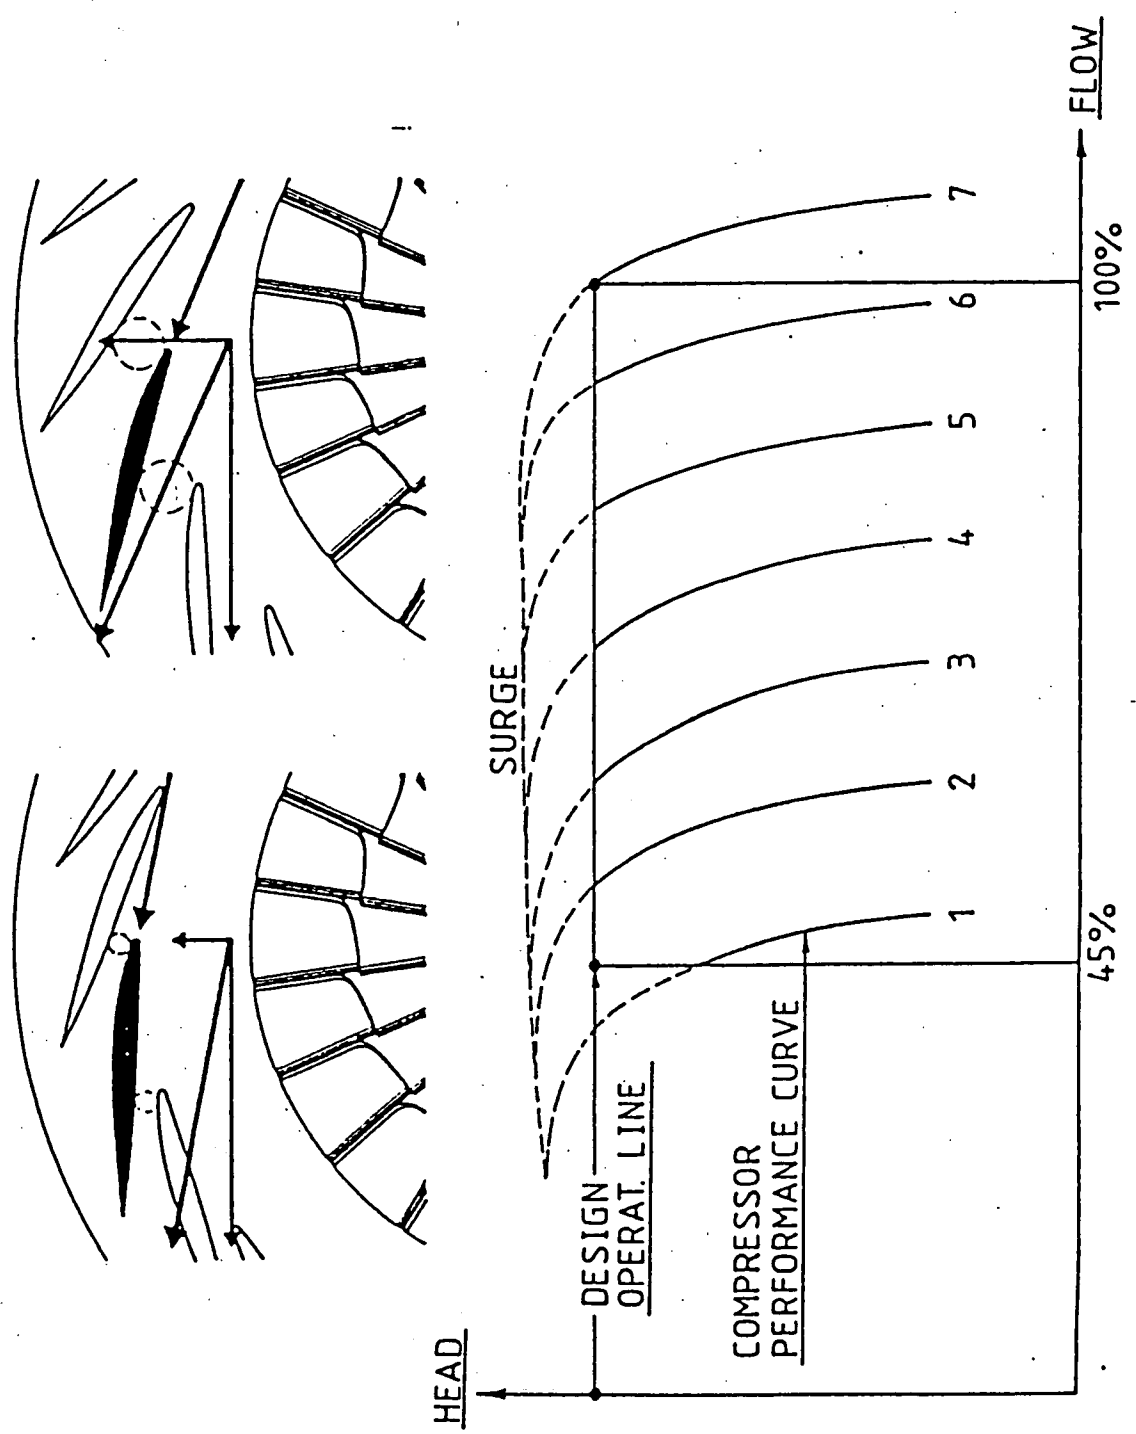 HEAD
SURGE
DESIGN
OPERAT. LINE
COMPRESSOR
PERFORMANCE CURVE
1
2
3
4
5
6
7
45%
100%
FLOW